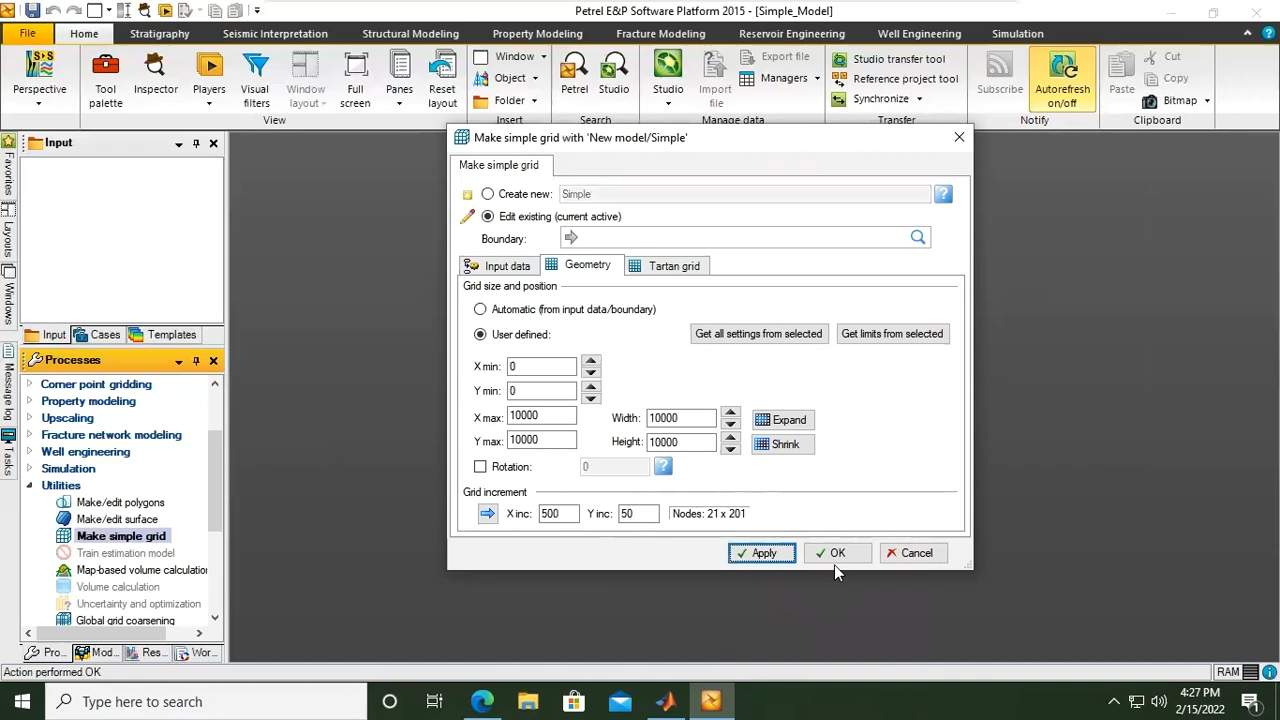 Petrel E&P Software Platform 2015 - [Simple_Model]
File Home Stratigraphy Seismic Interpretation Structural Modeling Property Modeling Fracture Modeling Reservoir Engineering Well Engineering Simulation
Perspective
Tool palette
Inspector
Players
Visual filters
Window layout
Full screen
Panes
Reset layout
View
Window
Object
Folder
Insert
Petrel
Studio
Search
Studio
Import file
Export file
Managers
Manage data
Studio transfer tool
Reference project tool
Synchronize
Transfer
Subscribe
Autorefresh on/off
Notify
Paste
Cut
Copy
Bitmap
Clipboard
Favorites
Layouts
Windows
Message log
Tasks
Input
Input Cases Templates
Processes
Corner point gridding
Property modeling
Upscaling
Fracture network modeling
Well engineering
Simulation
Utilities
Make/edit polygons
Make/edit surface
Make simple grid
Train estimation model
Map-based volume calculation
Volume calculation
Uncertainty and optimization
Global grid coarsening
Pro... Mod... Res... Wor...
Make simple grid with 'New model/Simple'
Make simple grid
Create new: Simple
Edit existing (current active)
Boundary:
Input data Geometry Tartan grid
Grid size and position
Automatic (from input data/boundary)
User defined: Get all settings from selected Get limits from selected
X min: 0
Y min: 0
X max: 10000 Width: 10000 Expand
Y max: 10000 Height: 10000 Shrink
Rotation: 0
Grid increment
X inc: 500 Y inc: 50 Nodes: 21 x 201
Apply OK Cancel
Action performed OK
RAM
Type here to search
4:27 PM
2/15/2022
1